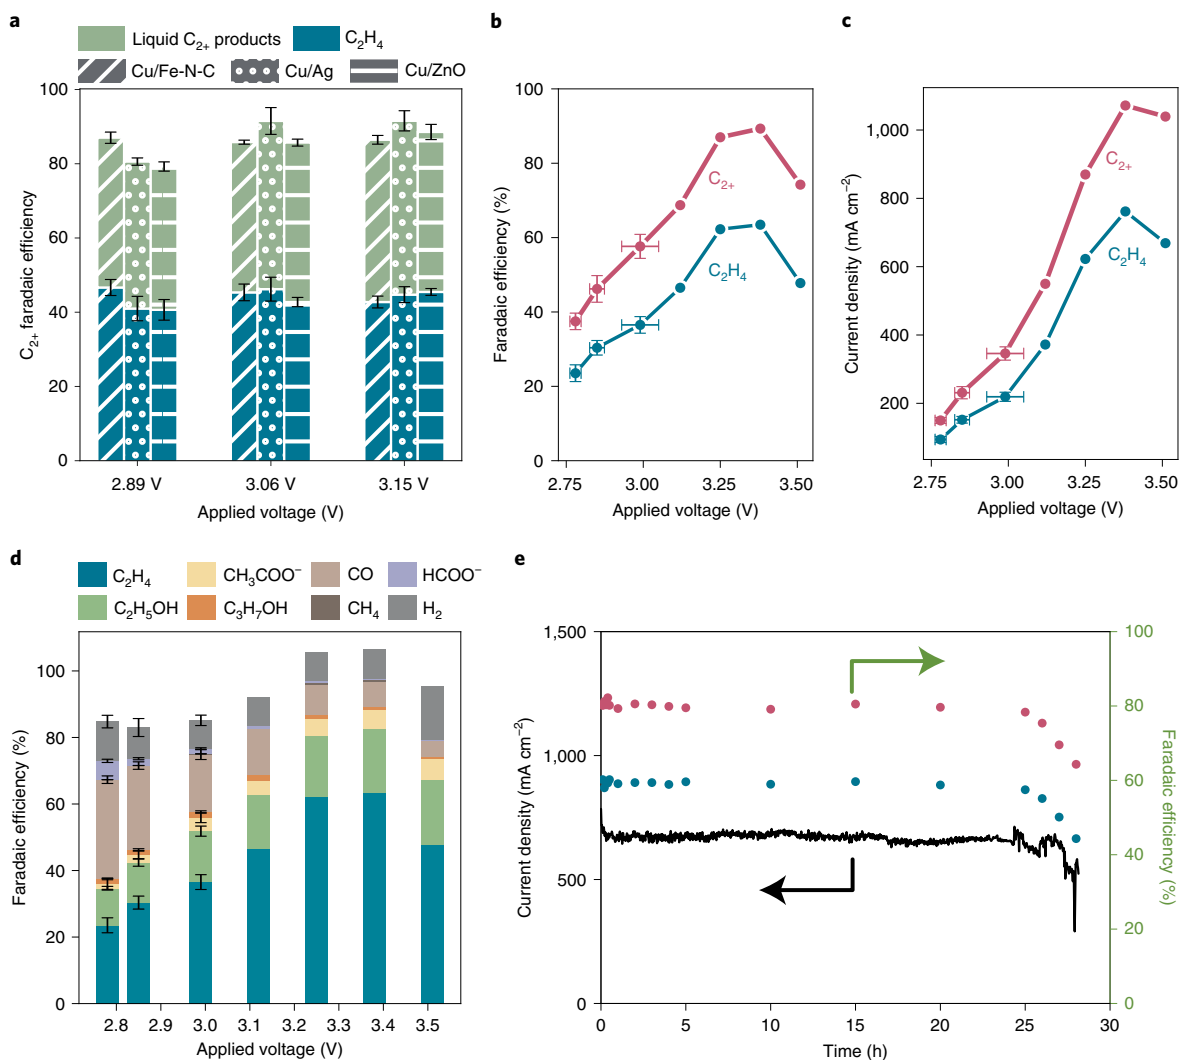 a
Liquid C₂₊ products
C₂H₄
Cu/Fe-N-C
Cu/Ag
Cu/ZnO
100
80
60
40
20
0
C₂₊ faradaic efficiency
2.89 V
3.06 V
3.15 V
Applied voltage (V)
b
100
80
60
40
20
0
Faradaic efficiency (%)
C₂₊
C₂H₄
2.75
3.00
3.25
3.50
Applied voltage (V)
c
1,000
800
600
400
200
Current density (mA cm⁻²)
C₂₊
C₂H₄
2.75
3.00
3.25
3.50
Applied voltage (V)
d
C₂H₄
CH₃COO⁻
CO
HCOO⁻
C₂H₅OH
C₃H₇OH
CH₄
H₂
100
80
60
40
20
0
Faradaic efficiency (%)
2.8
2.9
3.0
3.1
3.2
3.3
3.4
3.5
Applied voltage (V)
e
1,500
1,000
500
0
Current density (mA cm⁻²)
100
80
60
40
20
0
Faradaic efficiency (%)
0
5
10
15
20
25
30
Time (h)